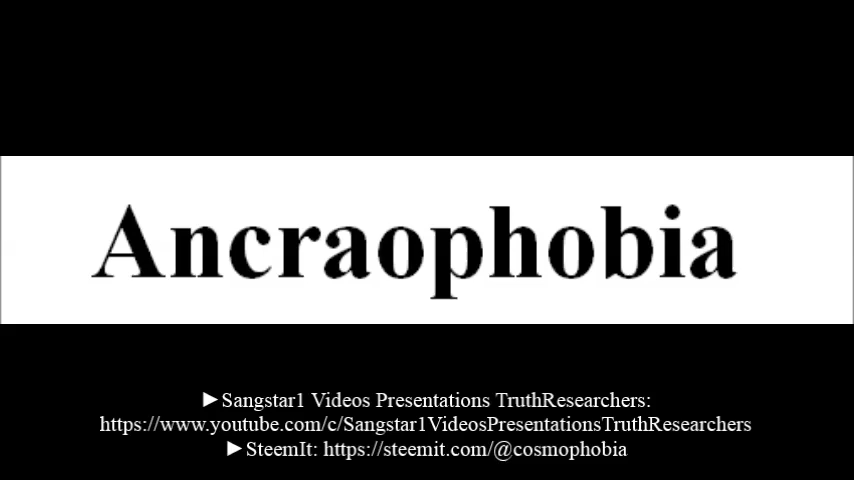 Ancraophobia
►Sangstar1 Videos Presentations TruthResearchers:
https://www.youtube.com/c/Sangstar1VideosPresentationsTruthResearchers
►SteemIt: https://steemit.com/@cosmophobia